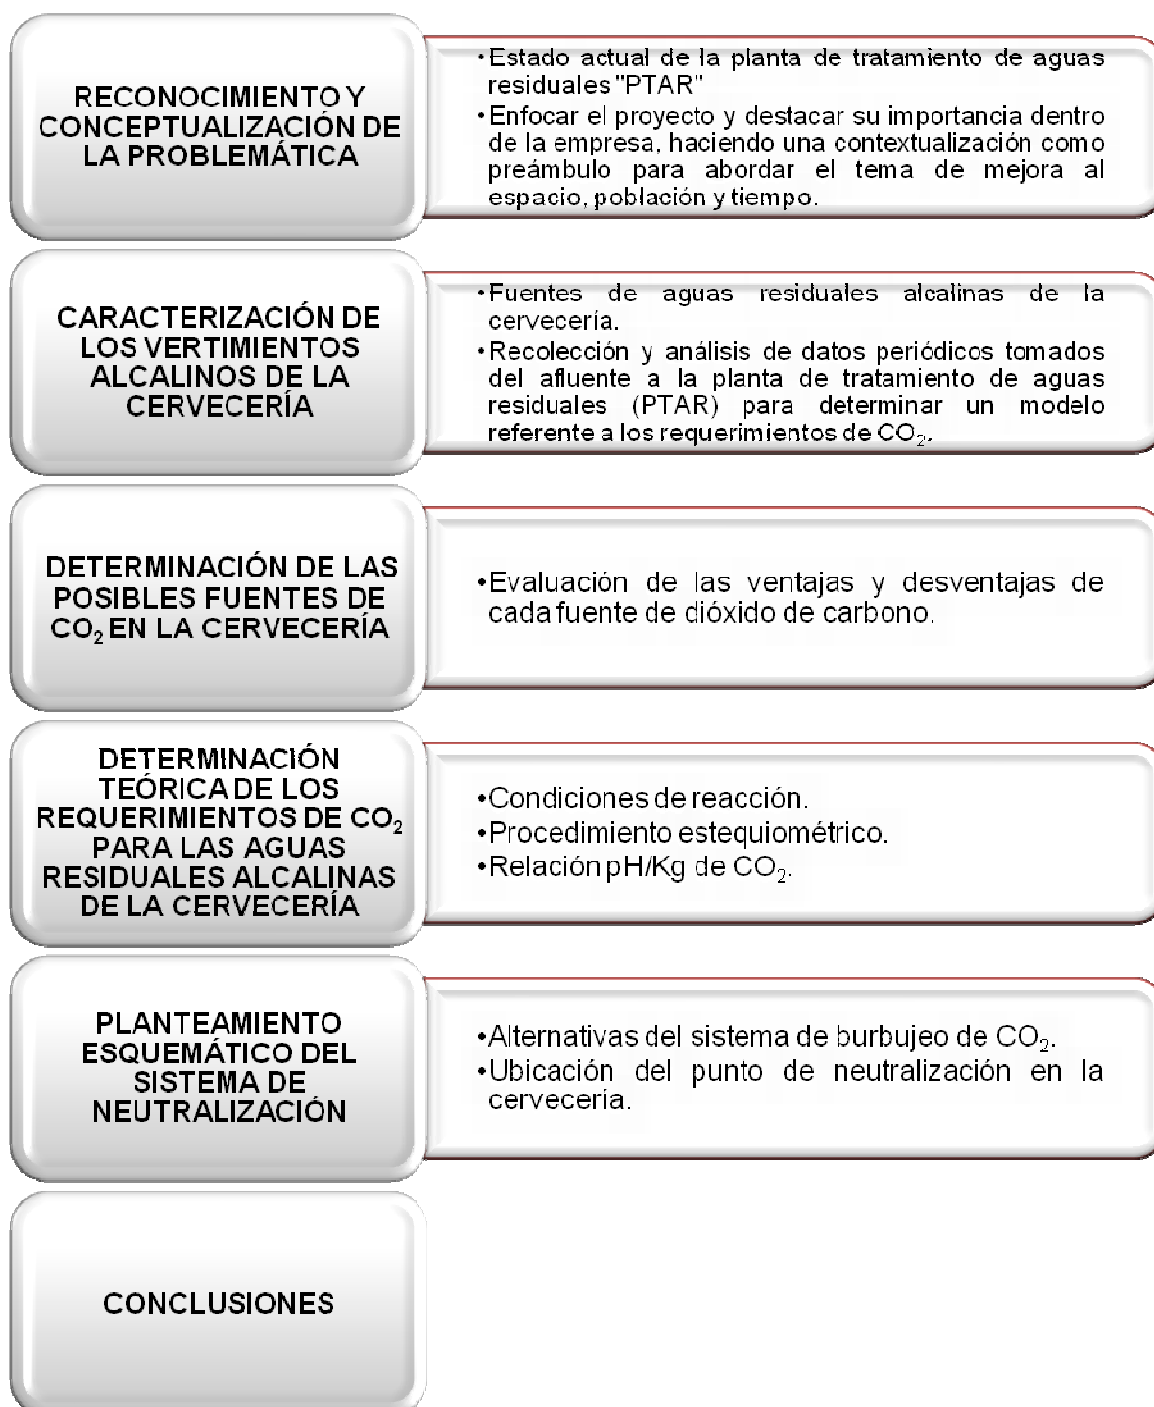 RECONOCIMIENTO Y
CONCEPTUALIZACIÓN DE
LA PROBLEMÁTICA
•Estado actual de la planta de tratamiento de aguas
residuales "PTAR"
•Enfocar el proyecto y destacar su importancia dentro
de la empresa, haciendo una contextualización como
preámbulo para abordar el tema de mejora al
espacio, población y tiempo.
CARACTERIZACIÓN DE
LOS VERTIMIENTOS
ALCALINOS DE LA
CERVECERÍA
•Fuentes de aguas residuales alcalinas de la
cervecería.
•Recolección y análisis de datos periódicos tomados
del afluente a la planta de tratamiento de aguas
residuales (PTAR) para determinar un modelo
referente a los requerimientos de CO₂.
DETERMINACIÓN DE LAS
POSIBLES FUENTES DE
CO₂ EN LA CERVECERÍA
•Evaluación de las ventajas y desventajas de
cada fuente de dióxido de carbono.
DETERMINACIÓN
TEÓRICA DE LOS
REQUERIMIENTOS DE CO₂
PARA LAS AGUAS
RESIDUALES ALCALINAS
DE LA CERVECERÍA
•Condiciones de reacción.
•Procedimiento estequiométrico.
•Relación pH/Kg de CO₂.
PLANTEAMIENTO
ESQUEMÁTICO DEL
SISTEMA DE
NEUTRALIZACIÓN
•Alternativas del sistema de burbujeo de CO₂.
•Ubicación del punto de neutralización en la
cervecería.
CONCLUSIONES